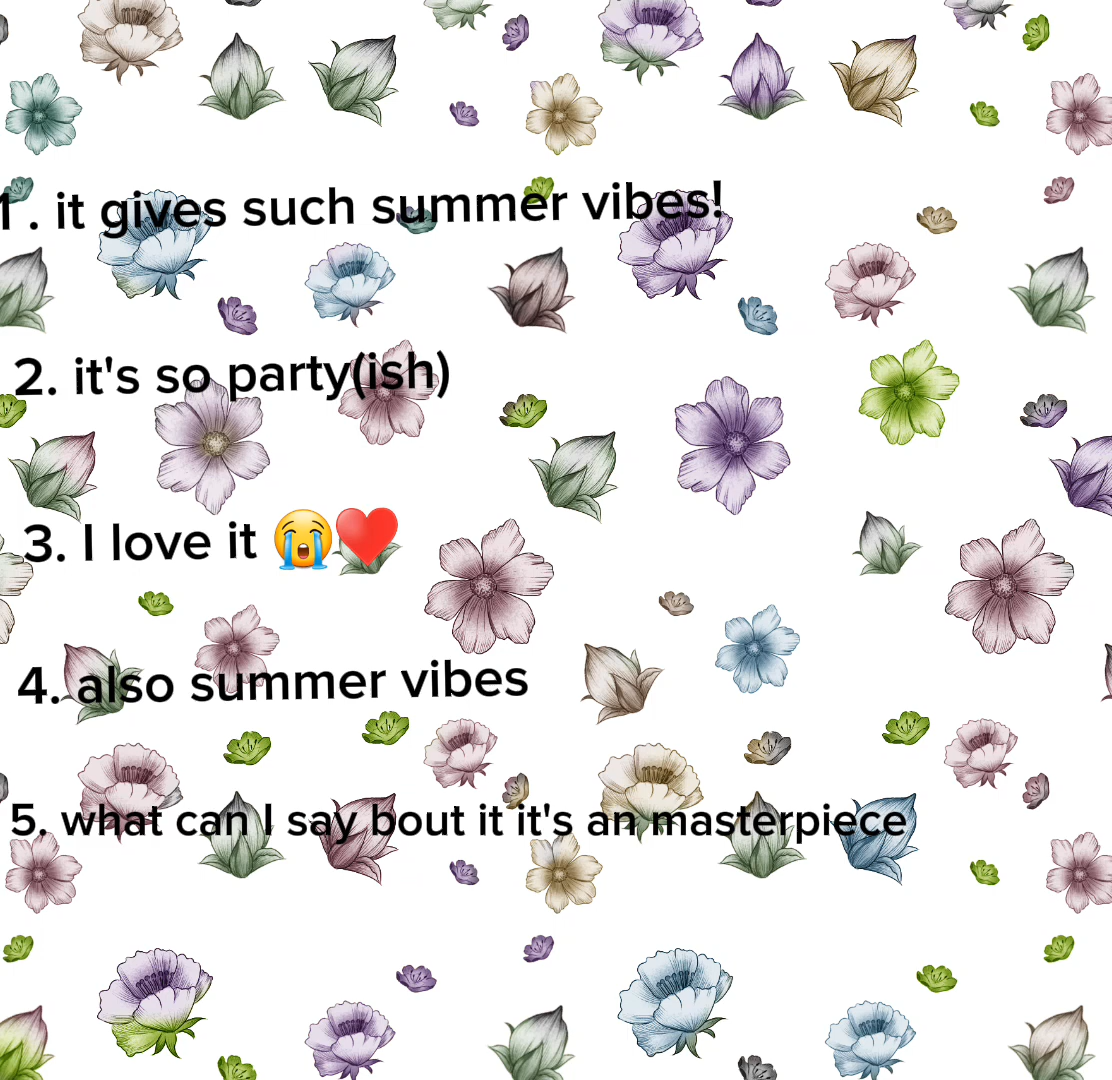 1 . it gives such summer vibes!
2. it's so party(ish)
3. I love it 😭♥️
4. also summer vibes
5. what can I say bout it it's an masterpiece